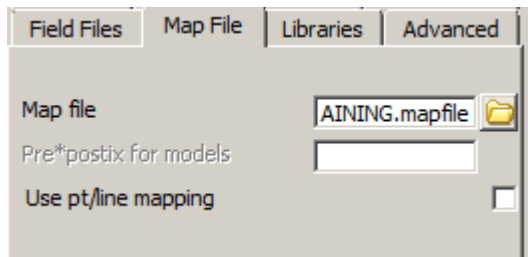 Field Files Map File Libraries Advanced
Map file AINING.mapfile
Pre*postix for models
Use pt/line mapping